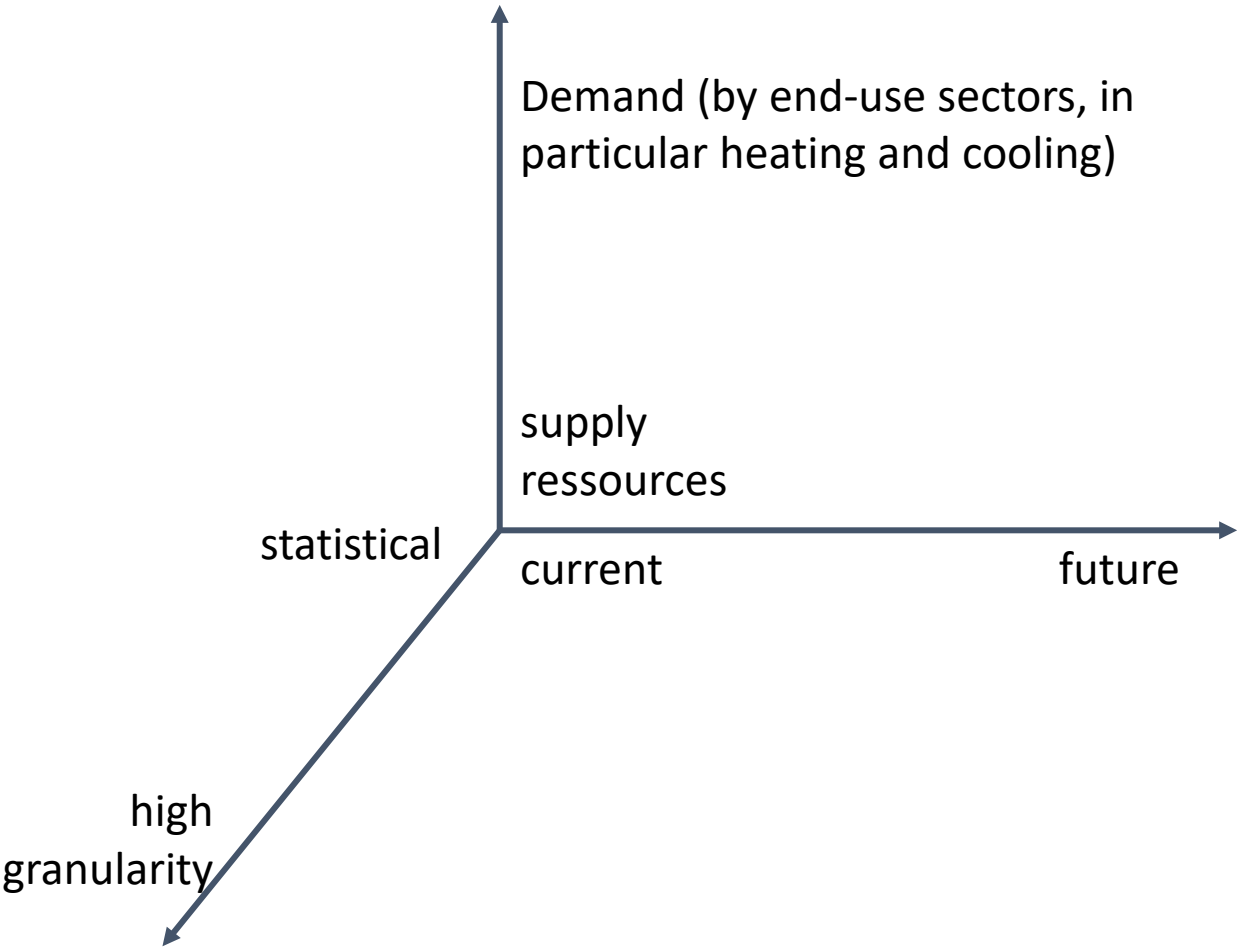 Demand (by end-use sectors, in
particular heating and cooling)
supply
ressources
statistical
current
future
high
granularity